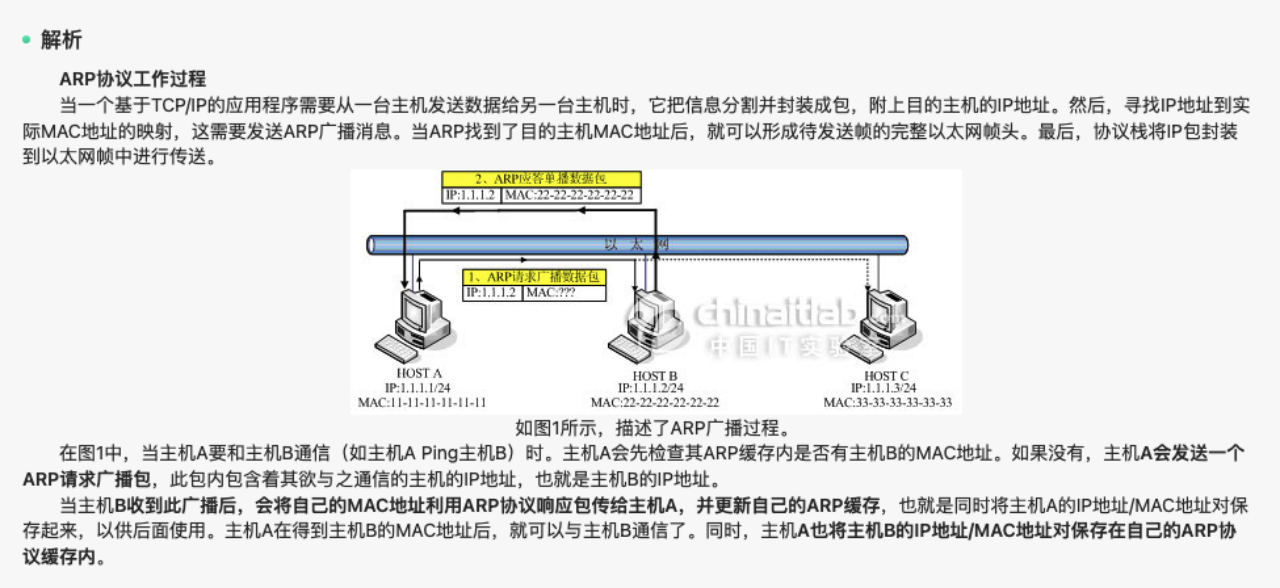 解析
ARP协议工作过程
当一个基于TCP/IP的应用程序需要从一台主机发送数据给另一台主机时，它把信息分割并封装成包，附上目的主机的IP地址。然后，寻找IP地址到实
际MAC地址的映射，这需要发送ARP广播消息。当ARP找到了目的主机MAC地址后，就可以形成待发送帧的完整以太网帧头。最后，协议栈将IP包封装
到以太网帧中进行传送。
2、ARP应答单播数据包
IP:1.1.1.2 MAC:22-22-22-22-22-22
以 太 网
1、ARP请求广播数据包
IP:1.1.1.2 MAC:???
chinaitlab.com
中国IT实验室
HOST A
IP:1.1.1.1/24
MAC:11-11-11-11-11-11
HOST B
IP:1.1.1.2/24
MAC:22-22-22-22-22-22
HOST C
IP:1.1.1.3/24
MAC:33-33-33-33-33-33
如图1所示，描述了ARP广播过程。
在图1中，当主机A要和主机B通信（如主机A Ping主机B）时。主机A会先检查其ARP缓存内是否有主机B的MAC地址。如果没有，主机A会发送一个
ARP请求广播包，此包内包含着其欲与之通信的主机的IP地址，也就是主机B的IP地址。
当主机B收到此广播后，会将自己的MAC地址利用ARP协议响应包传给主机A，并更新自己的ARP缓存，也就是同时将主机A的IP地址/MAC地址对保
存起来，以供后面使用。主机A在得到主机B的MAC地址后，就可以与主机B通信了。同时，主机A也将主机B的IP地址/MAC地址对保存在自己的ARP协
议缓存内。